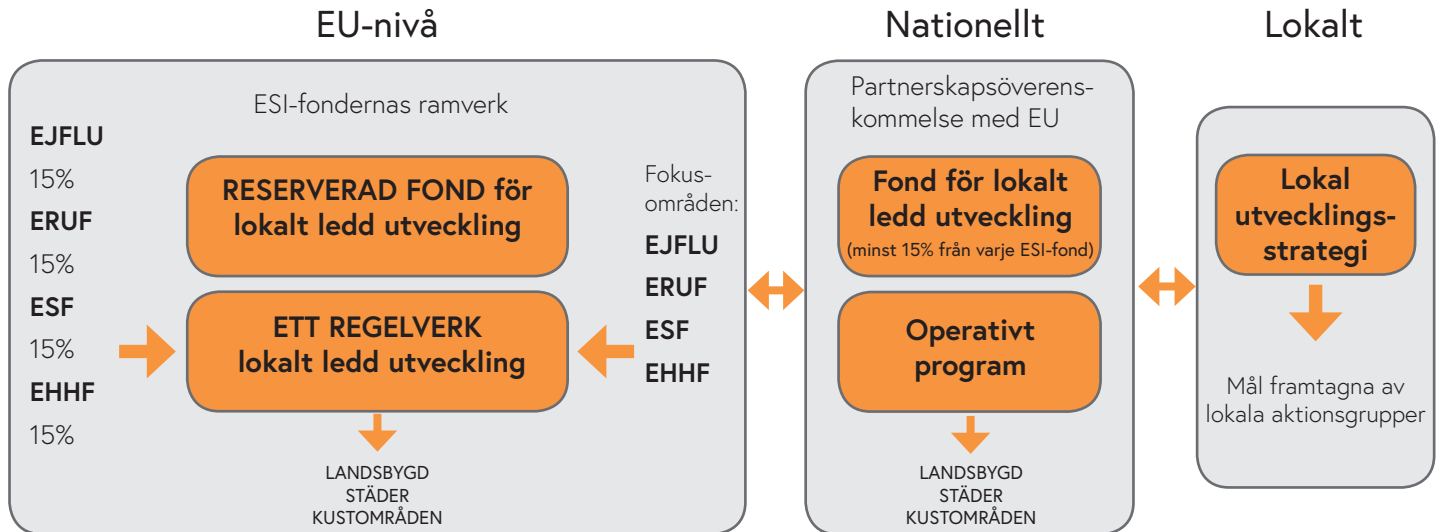 EU-nivå
ESI-fondernas ramverk
EJFLU
15%
ERUF
15%
ESF
15%
EHHF
15%
RESERVERAD FOND för
lokalt ledd utveckling
ETT REGELVERK
lokalt ledd utveckling
LANDSBYGD
STÄDER
KUSTOMRÅDEN
Fokus-
områden:
EJFLU
ERUF
ESF
EHHF
Nationellt
Partnerskapsöverens-
kommelse med EU
Fond för lokalt
ledd utveckling
(minst 15% från varje ESI-fond)
Operativt
program
LANDSBYGD
STÄDER
KUSTOMRÅDEN
Lokalt
Lokal
utvecklings-
strategi
Mål framtagna av
lokala aktionsgrupper